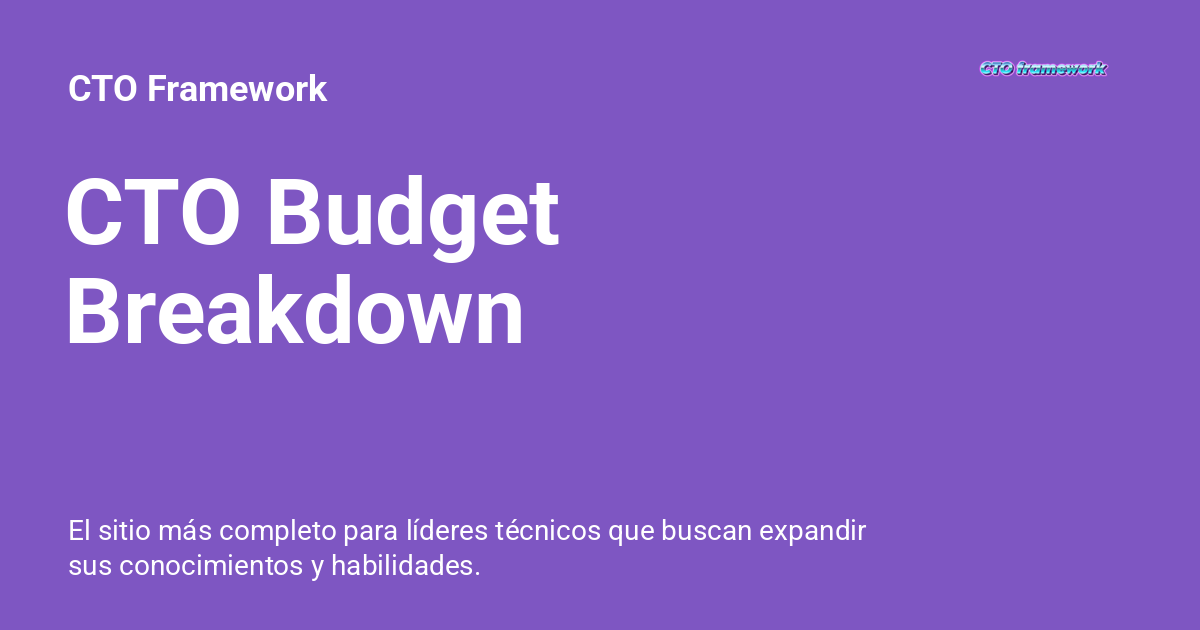 CTO Framework
CTO framework
CTO Budget
Breakdown
El sitio más completo para líderes técnicos que buscan expandir
sus conocimientos y habilidades.